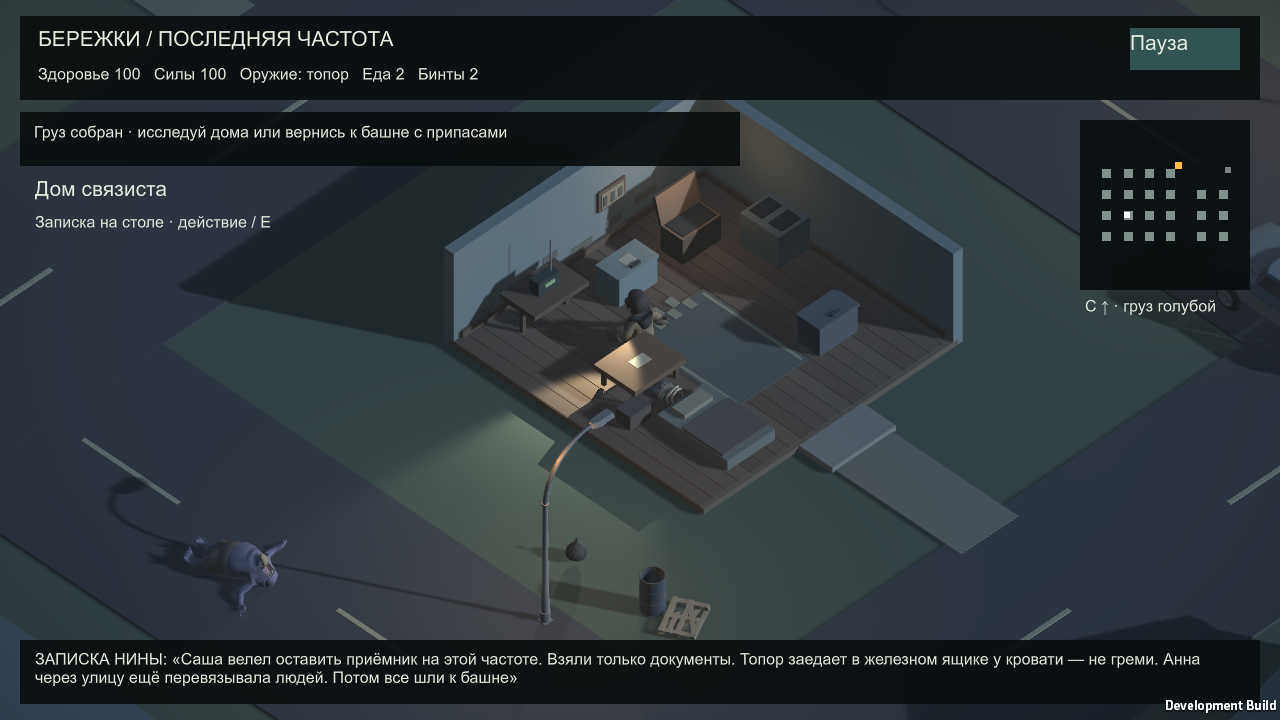 БЕРЕЖКИ / ПОСЛЕДНЯЯ ЧАСТОТА
Пауза
Здоровье 100 Силы 100 Оружие: топор Еда 2 Бинты 2
Груз собран · исследуй дома или вернись к башне с припасами
Дом связиста
Записка на столе · действие / E
С ↑ · груз голубой
ЗАПИСКА НИНЫ: «Саша велел оставить приёмник на этой частоте. Взяли только документы. Топор заедает в железном ящике у кровати — не греми. Анна
через улицу ещё перевязывала людей. Потом все шли к башне»
Development Build